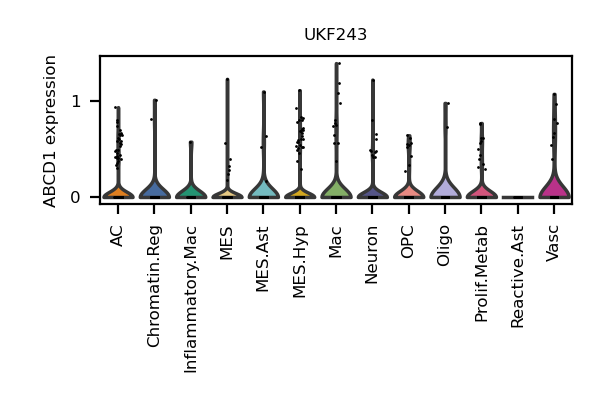 UKF243
ABCD1 expression
1
0
AC
Chromatin.Reg
Inflammatory.Mac
MES
MES.Ast
MES.Hyp
Mac
Neuron
OPC
Oligo
Prolif.Metab
Reactive.Ast
Vasc